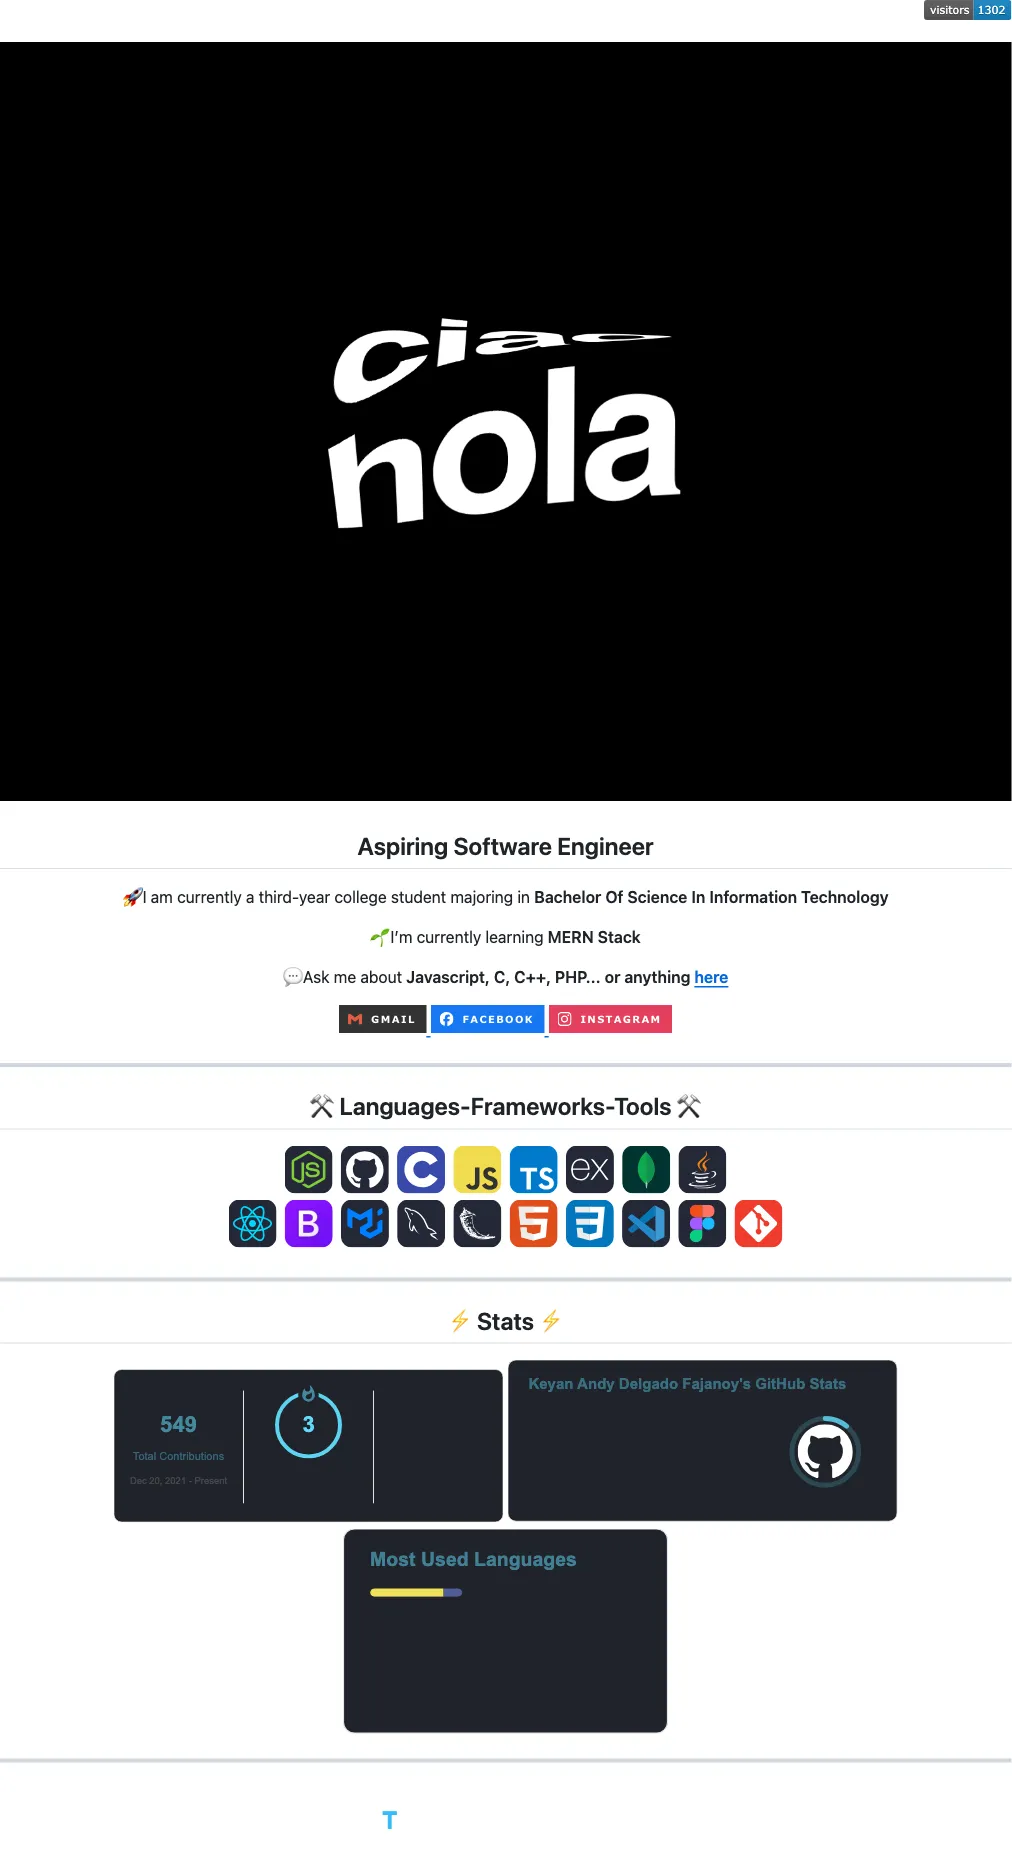 visitors 1302
ciao
nola
Aspiring Software Engineer
🚀I am currently a third-year college student majoring in Bachelor Of Science In Information Technology
🌱I’m currently learning MERN Stack
💬Ask me about Javascript, C, C++, PHP... or anything here
GMAIL FACEBOOK INSTAGRAM
⚒ Languages-Frameworks-Tools ⚒
JS C JS TS EX
B
⚡ Stats ⚡
549
Total Contributions
Dec 20, 2021 - Present
3
Keyan Andy Delgado Fajanoy's GitHub Stats
Most Used Languages
T